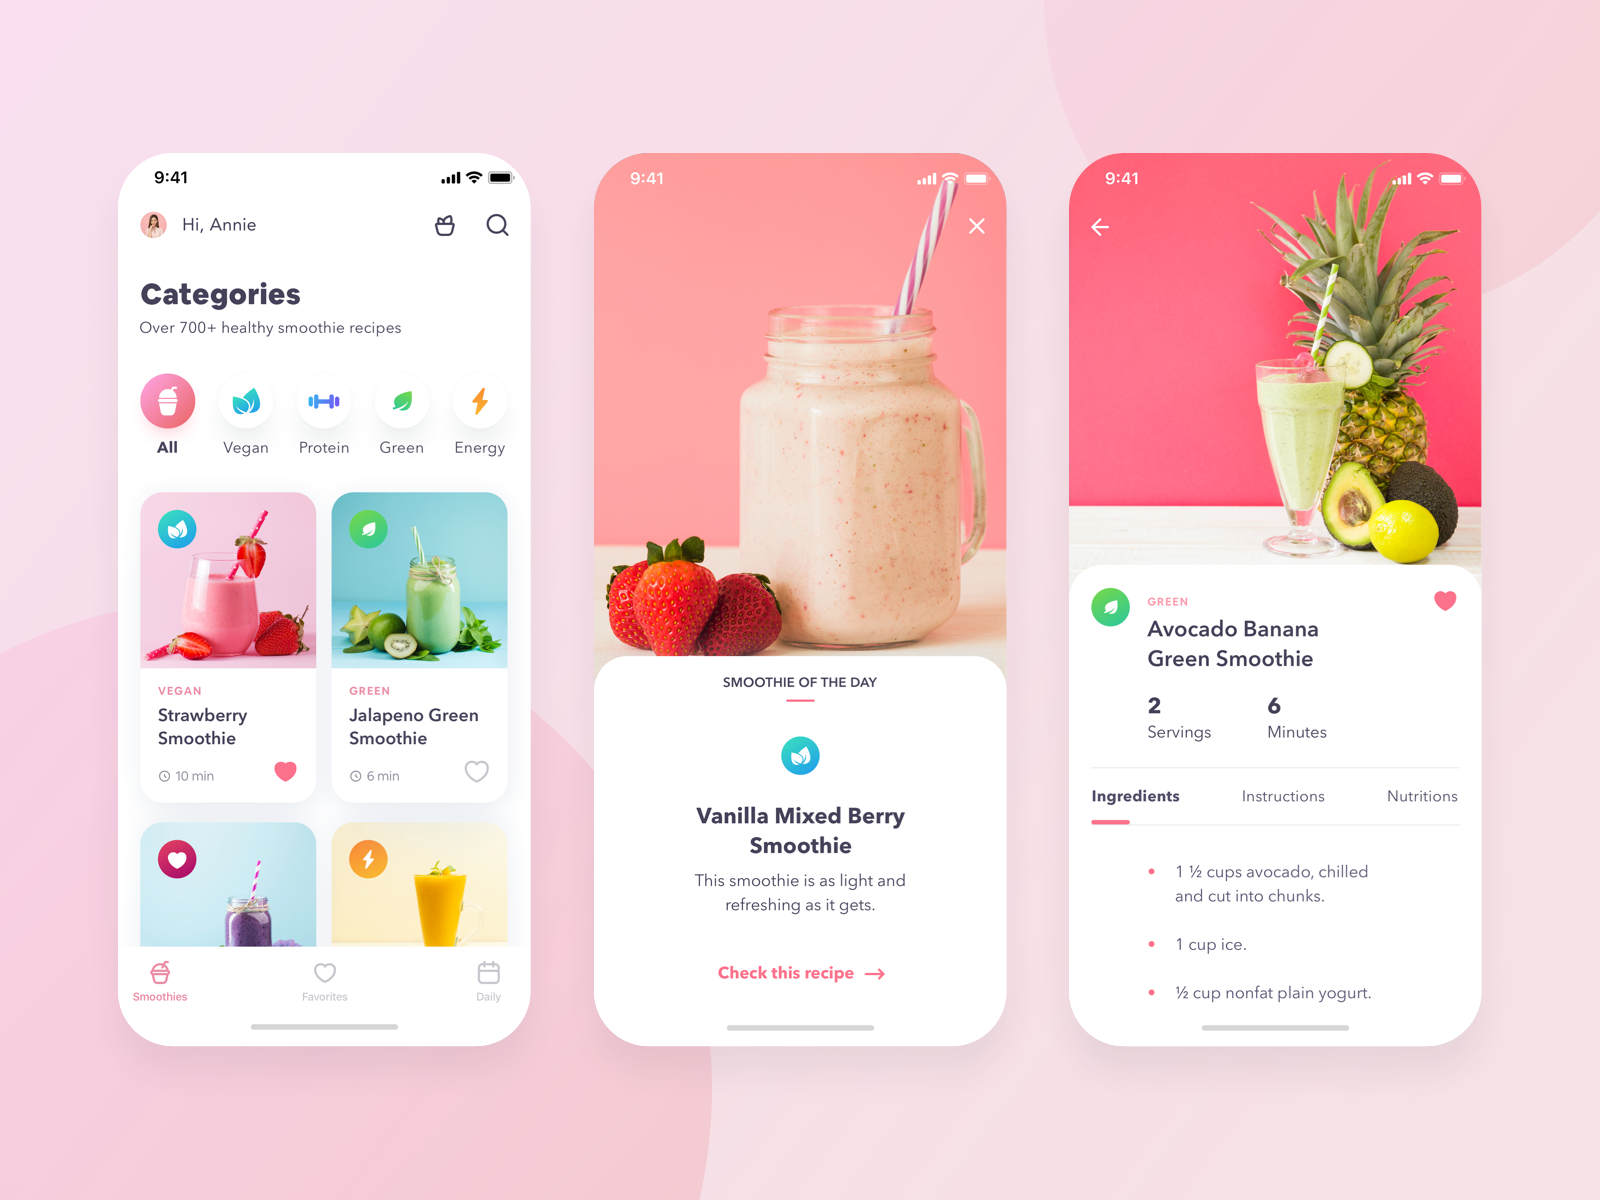 9:41
Hi, Annie
Categories
Over 700+ healthy smoothie recipes
All
Vegan
Protein
Green
Energy
VEGAN
Strawberry
Smoothie
10 min
GREEN
Jalapeno Green
Smoothie
6 min
Smoothies
Favorites
Daily
9:41
SMOOTHIE OF THE DAY
Vanilla Mixed Berry
Smoothie
This smoothie is as light and
refreshing as it gets.
Check this recipe
9:41
GREEN
Avocado Banana
Green Smoothie
2
Servings
6
Minutes
Ingredients
Instructions
Nutritions
1 ½ cups avocado, chilled
and cut into chunks.
1 cup ice.
½ cup nonfat plain yogurt.